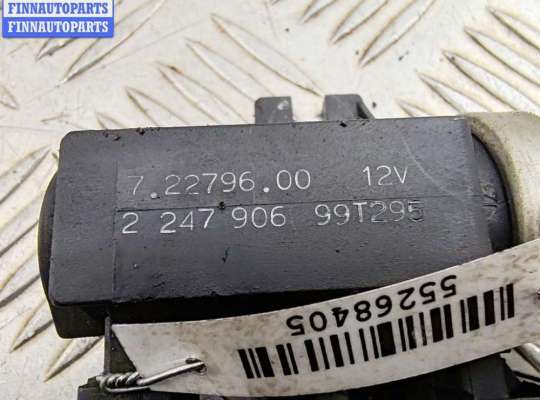 FINNAUTOPARTS
FINNAUTOPARTS
7.22796.00 12V
2 247 906 99T295
55268405